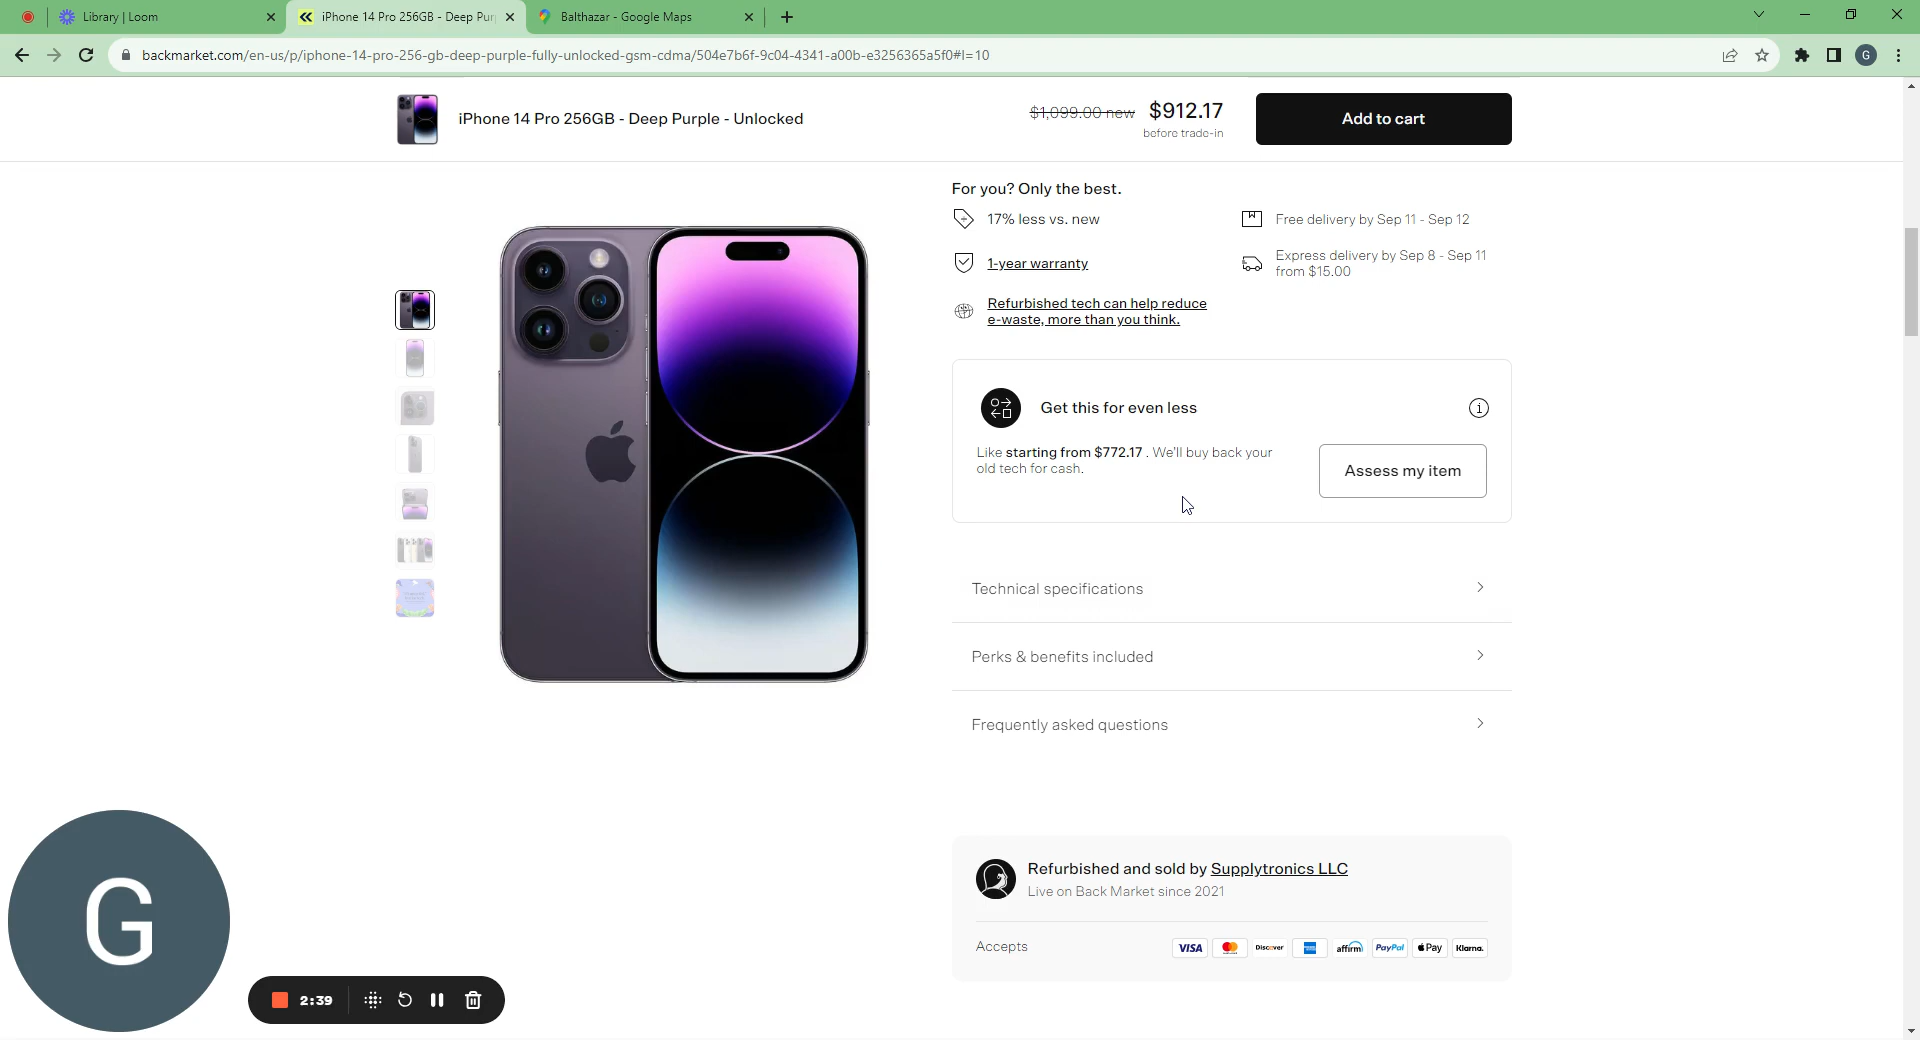 Library | Loom
iPhone 14 Pro 256GB - Deep Pur
Balthazar - Google Maps
backmarket.com/en-us/p/iphone-14-pro-256-gb-deep-purple-fully-unlocked-gsm-cdma/504e7b6f-9c04-4341-a00b-e3256365a5f0#l=10
G
iPhone 14 Pro 256GB - Deep Purple - Unlocked
$1,099.00 new $912.17
before trade-in
Add to cart
For you? Only the best.
17% less vs. new
Free delivery by Sep 11 - Sep 12
1-year warranty
Express delivery by Sep 8 - Sep 11
from $15.00
Refurbished tech can help reduce
e-waste, more than you think.
Get this for even less
Like starting from $772.17 . We'll buy back your
old tech for cash.
Assess my item
Technical specifications
Perks & benefits included
Frequently asked questions
Refurbished and sold by Supplytronics LLC
Live on Back Market since 2021
Accepts
VISA
Discover
affirm
PayPal
Pay
Klarna.
G
2:39